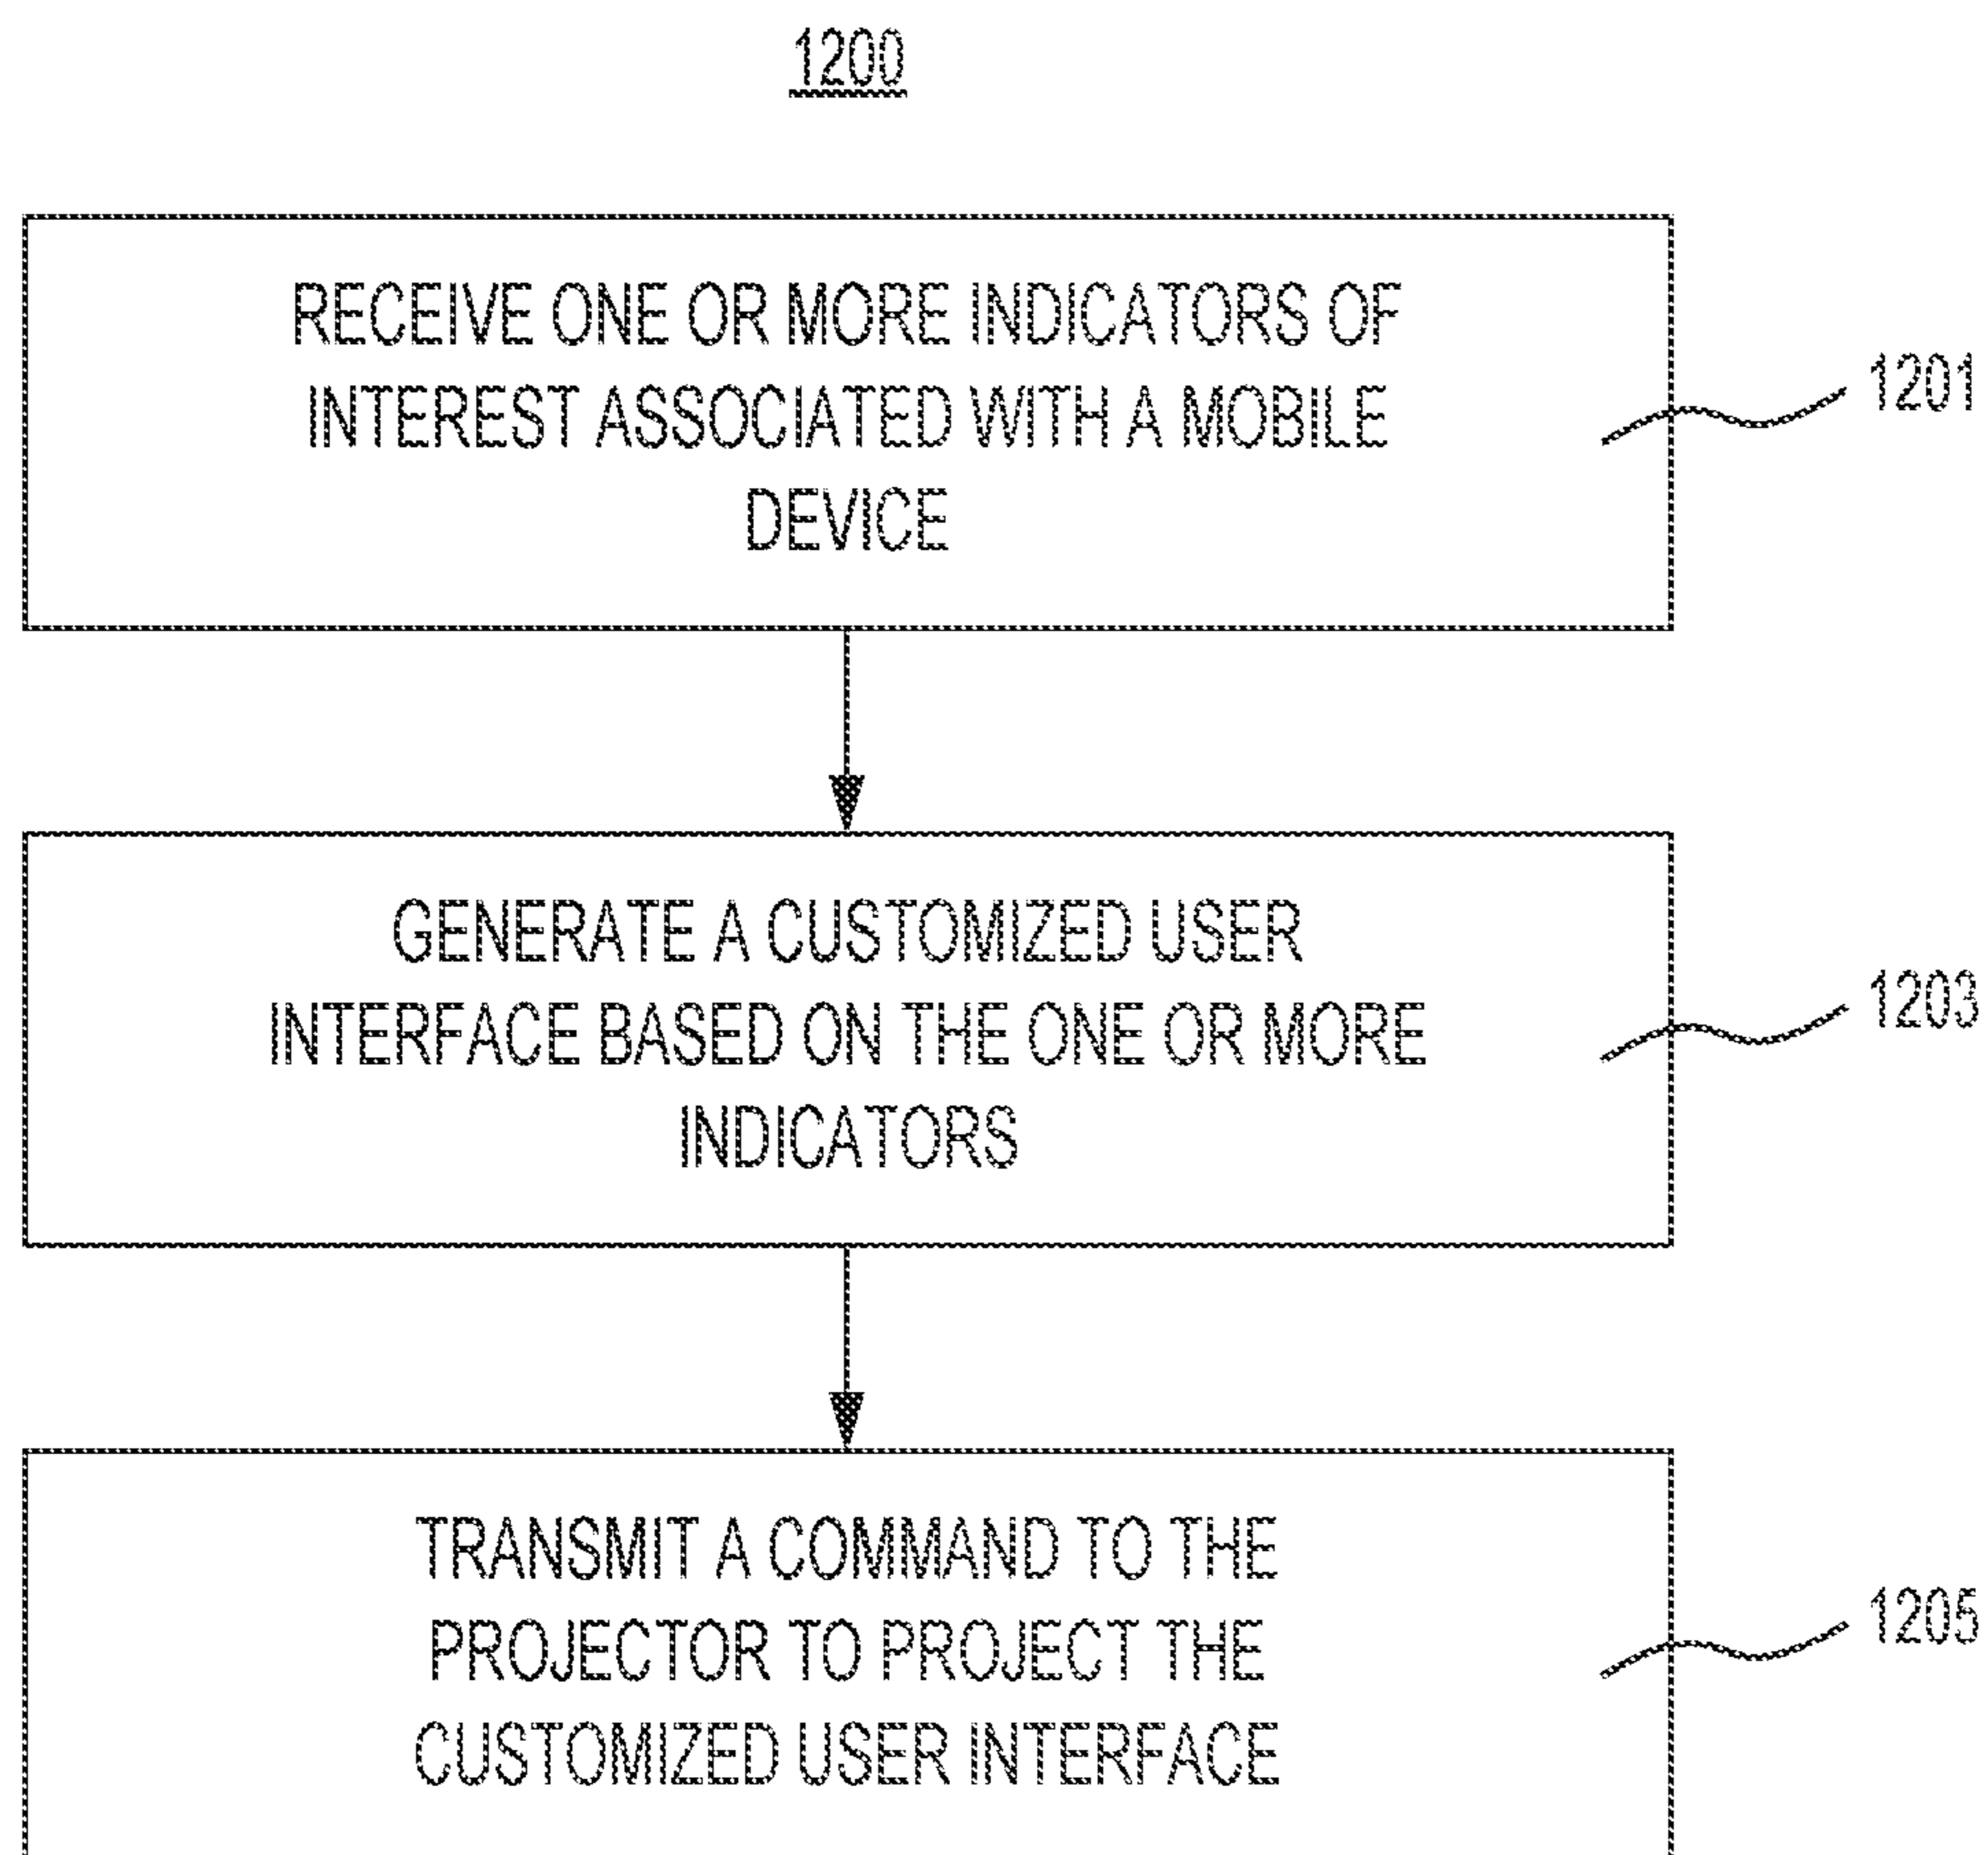 1200
RECEIVE ONE OR MORE INDICATORS OF
INTEREST ASSOCIATED WITH A MOBILE
DEVICE
1201
GENERATE A CUSTOMIZED USER
INTERFACE BASED ON THE ONE OR MORE
INDICATORS
1203
TRANSMIT A COMMAND TO THE
PROJECTOR TO PROJECT THE
CUSTOMIZED USER INTERFACE
1205